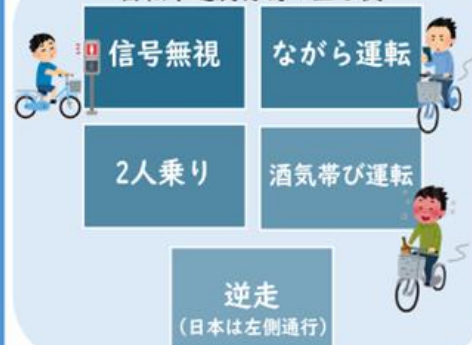 信号無視
ながら運転
2人乗り
酒気帯び運転
逆走
(日本は左側通行)